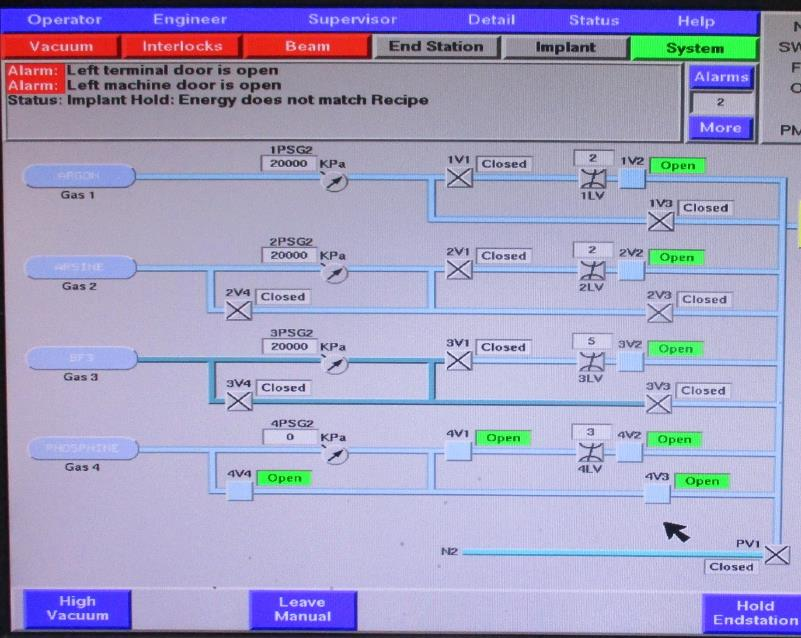 Operator Engineer Supervisor Detail Status Help
Vacuum Interlocks Beam End Station Implant System
Alarm: Left terminal door is open
Alarm: Left machine door is open
Status: Implant Hold: Energy does not match Recipe
Alarms
2
More
PM
1PSG2
20000 KPa
1V1 Closed
2
1V2 Open
ARGON
Gas 1
1LV
1V3 Closed
2PSG2
20000 KPa
2V1 Closed
2
2V2 Open
ARSINE
Gas 2
2LV
2V4 Closed
2V3 Closed
3PSG2
20000 KPa
3V1 Closed
5
3V2 Open
BF3
Gas 3
3LV
3V4 Closed
3V3 Closed
4PSG2
0 KPa
4V1 Open
3
4V2 Open
PHOSPHINE
Gas 4
4LV
4V4 Open
4V3 Open
N2
PV1
Closed
High
Vacuum
Leave
Manual
Hold
Endstation